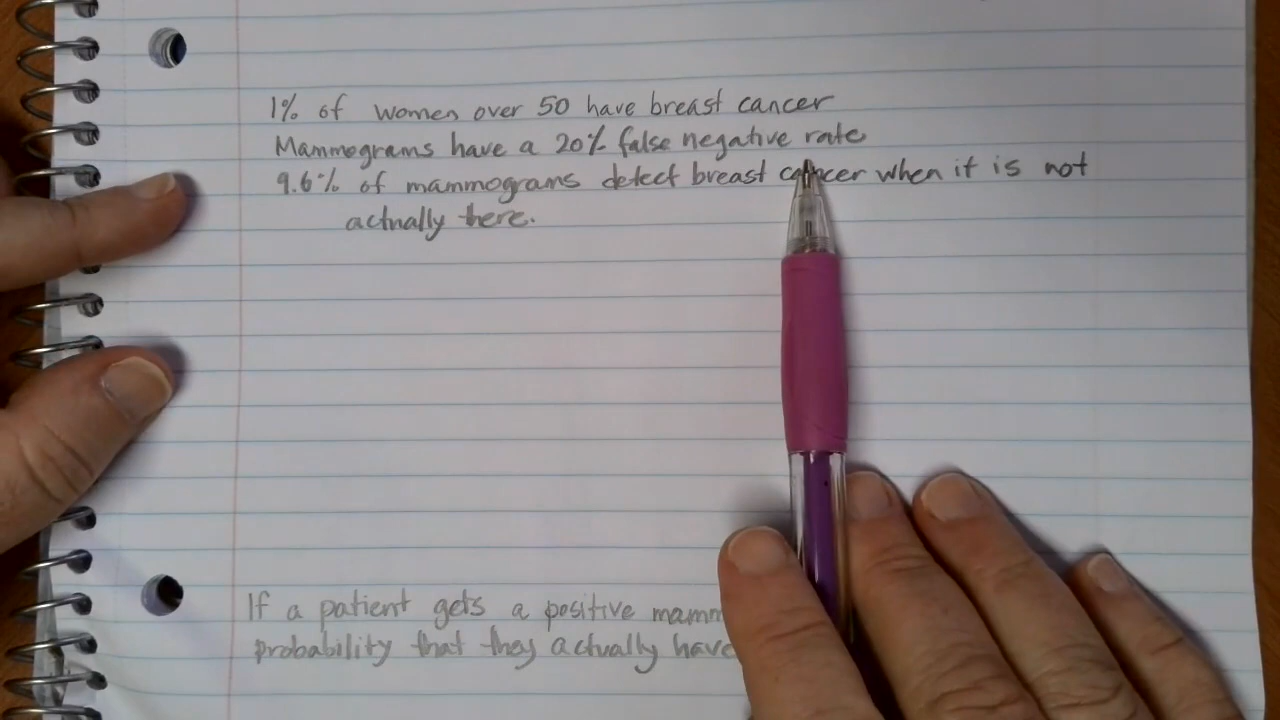 1% of women over 50 have breast cancer
Mammograms have a 20% false negative rate
9.6% of mammograms detect breast cancer when it is not
actually there.
If a patient gets a positive
probability that they actually have